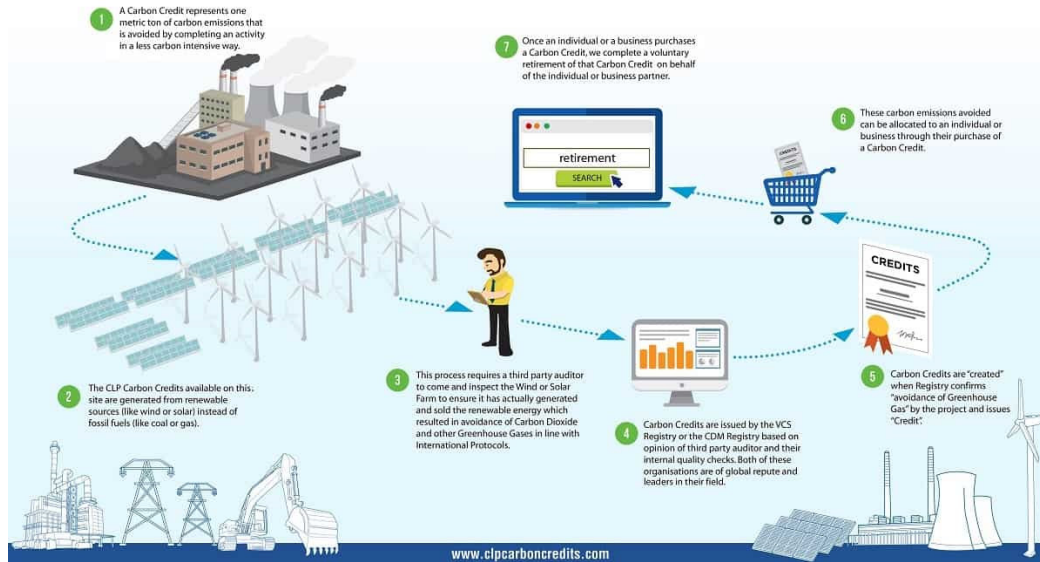 1
A Carbon Credit represents one
metric ton of carbon emissions that
is avoided by completing an activity
in a less carbon intensive way.
2
The CLP Carbon Credits available on this.
site are generated from renewable
sources (like wind or solar) instead of
fossil fuels (like coal or gas).
3
This process requires a third party auditor
to come and inspect the Wind or Solar
Farm to ensure it has actually generated
and sold the renewable energy which
resulted in avoidance of Carbon Dioxide
and other Greenhouse Gases in line with
International Protocols.
4
Carbon Credits are issued by the VCS
Registry or the CDM Registry based on
opinion of third party auditor and their
internal quality checks. Both of these
organisations are of global repute and
leaders in their field.
CREDITS
5
Carbon Credits are "created"
when Registry confirms
"avoidance of Greenhouse
Gas" by the project and issues
"Credit".
CREDITS
6
These carbon emissions avoided
can be allocated to an individual or
business through their purchase of
a Carbon Credit.
7
Once an individual or a business purchases
a Carbon Credit, we complete a voluntary
retirement of that Carbon Credit on behalf
of the individual or business partner.
retirement
SEARCH
www.clpcarboncredits.com